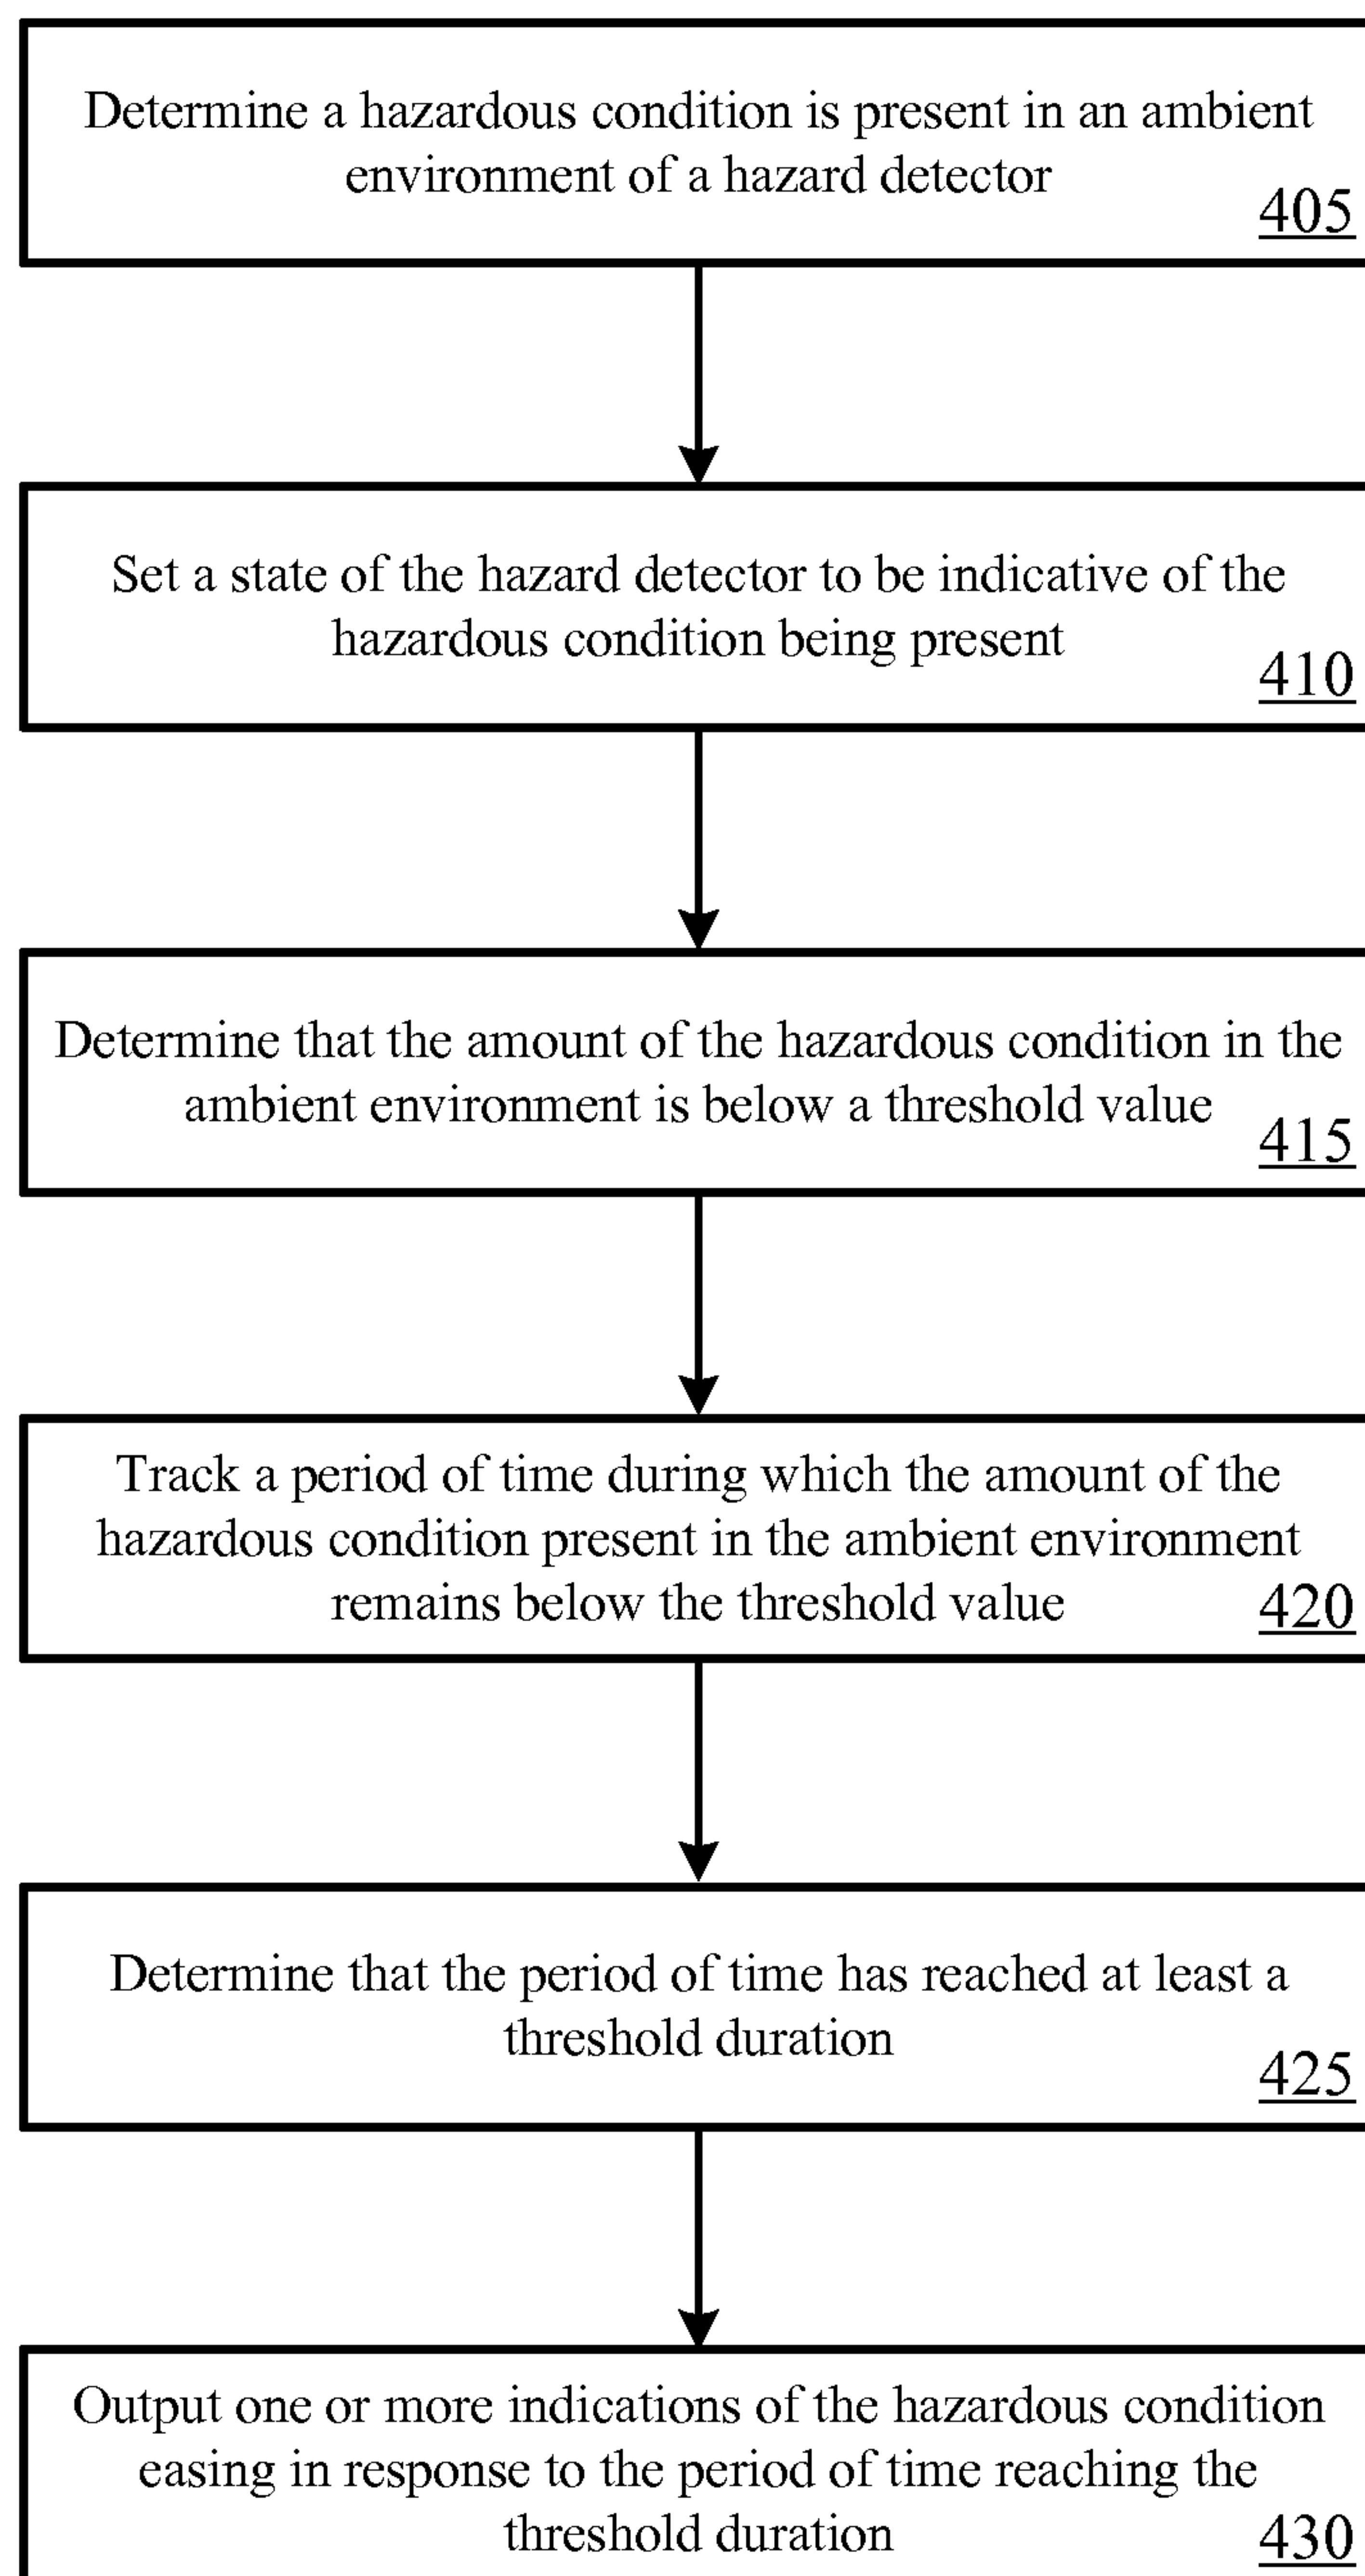 Determine a hazardous condition is present in an ambient
environment of a hazard detector
405
Set a state of the hazard detector to be indicative of the
hazardous condition being present
410
Determine that the amount of the hazardous condition in the
ambient environment is below a threshold value
415
Track a period of time during which the amount of the
hazardous condition present in the ambient environment
remains below the threshold value
420
Determine that the period of time has reached at least a
threshold duration
425
Output one or more indications of the hazardous condition
easing in response to the period of time reaching the
threshold duration
430